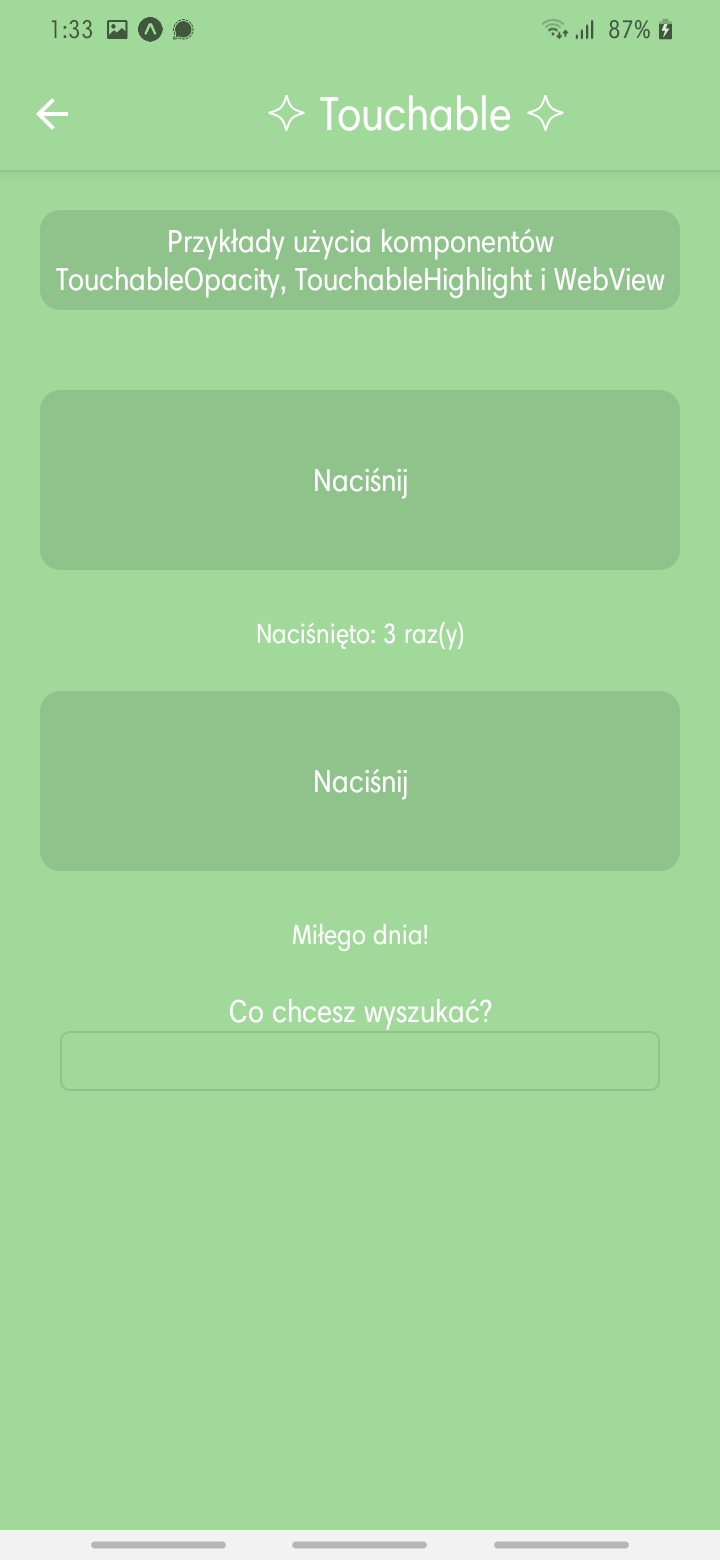 1:33 87%
✧ Touchable ✧
Przykłady użycia komponentów
TouchableOpacity, TouchableHighlight i WebView
Naciśnij
Naciśnięto: 3 raz(y)
Naciśnij
Miłego dnia!
Co chcesz wyszukać?